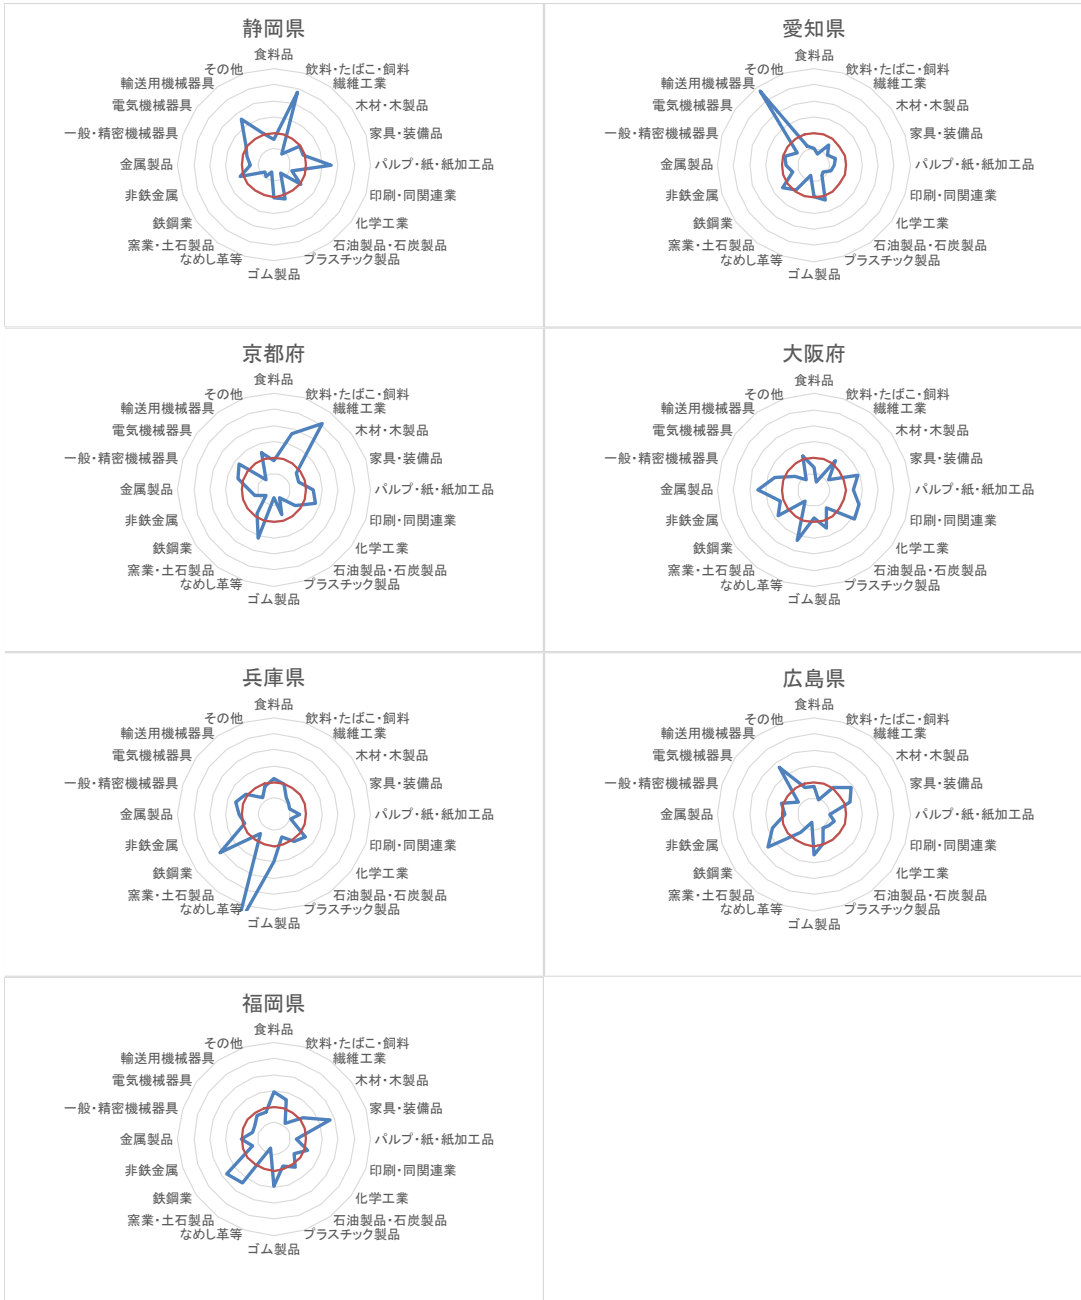 静岡県
食料品
その他
飲料・たばこ・飼料
輸送用機械器具
繊維工業
電気機械器具
木材・木製品
一般・精密機械器具
家具・装備品
金属製品
パルプ・紙・紙加工品
非鉄金属
印刷・同関連業
鉄鋼業
化学工業
窯業・土石製品
石油製品・石炭製品
なめし革等
プラスチック製品
ゴム製品
愛知県
食料品
その他
飲料・たばこ・飼料
輸送用機械器具
繊維工業
電気機械器具
木材・木製品
一般・精密機械器具
家具・装備品
金属製品
パルプ・紙・紙加工品
非鉄金属
印刷・同関連業
鉄鋼業
化学工業
窯業・土石製品
石油製品・石炭製品
なめし革等
プラスチック製品
ゴム製品
京都府
食料品
その他
飲料・たばこ・飼料
輸送用機械器具
繊維工業
電気機械器具
木材・木製品
一般・精密機械器具
家具・装備品
金属製品
パルプ・紙・紙加工品
非鉄金属
印刷・同関連業
鉄鋼業
化学工業
窯業・土石製品
石油製品・石炭製品
なめし革等
プラスチック製品
ゴム製品
大阪府
食料品
その他
飲料・たばこ・飼料
輸送用機械器具
繊維工業
電気機械器具
木材・木製品
一般・精密機械器具
家具・装備品
金属製品
パルプ・紙・紙加工品
非鉄金属
印刷・同関連業
鉄鋼業
化学工業
窯業・土石製品
石油製品・石炭製品
なめし革等
プラスチック製品
ゴム製品
兵庫県
食料品
その他
飲料・たばこ・飼料
輸送用機械器具
繊維工業
電気機械器具
木材・木製品
一般・精密機械器具
家具・装備品
金属製品
パルプ・紙・紙加工品
非鉄金属
印刷・同関連業
鉄鋼業
化学工業
窯業・土石製品
石油製品・石炭製品
なめし革等
プラスチック製品
ゴム製品
広島県
食料品
その他
飲料・たばこ・飼料
輸送用機械器具
繊維工業
電気機械器具
木材・木製品
一般・精密機械器具
家具・装備品
金属製品
パルプ・紙・紙加工品
非鉄金属
印刷・同関連業
鉄鋼業
化学工業
窯業・土石製品
石油製品・石炭製品
なめし革等
プラスチック製品
ゴム製品
福岡県
食料品
その他
飲料・たばこ・飼料
輸送用機械器具
繊維工業
電気機械器具
木材・木製品
一般・精密機械器具
家具・装備品
金属製品
パルプ・紙・紙加工品
非鉄金属
印刷・同関連業
鉄鋼業
化学工業
窯業・土石製品
石油製品・石炭製品
なめし革等
プラスチック製品
ゴム製品